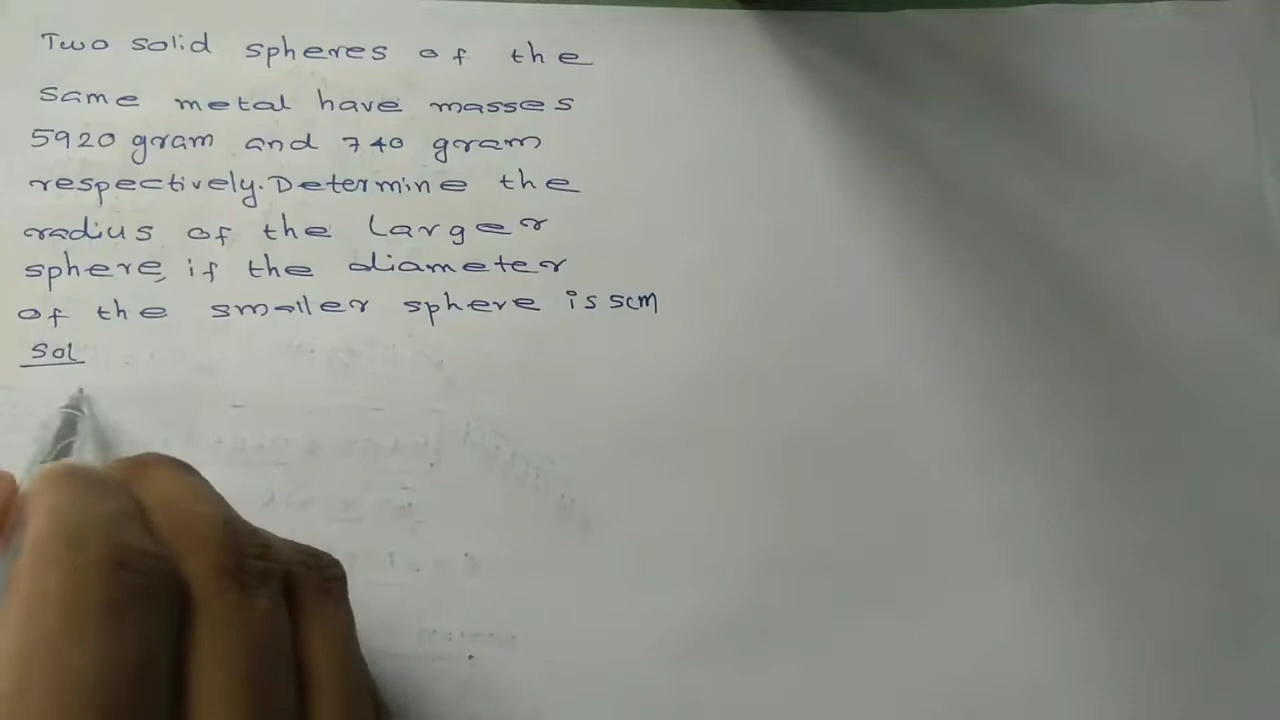 Two solid spheres of the
same metal have masses
5920 gram and 740 gram
respectively. Determine the
radius of the larger
sphere, if the diameter
of the smaller sphere is 5cm
Sol